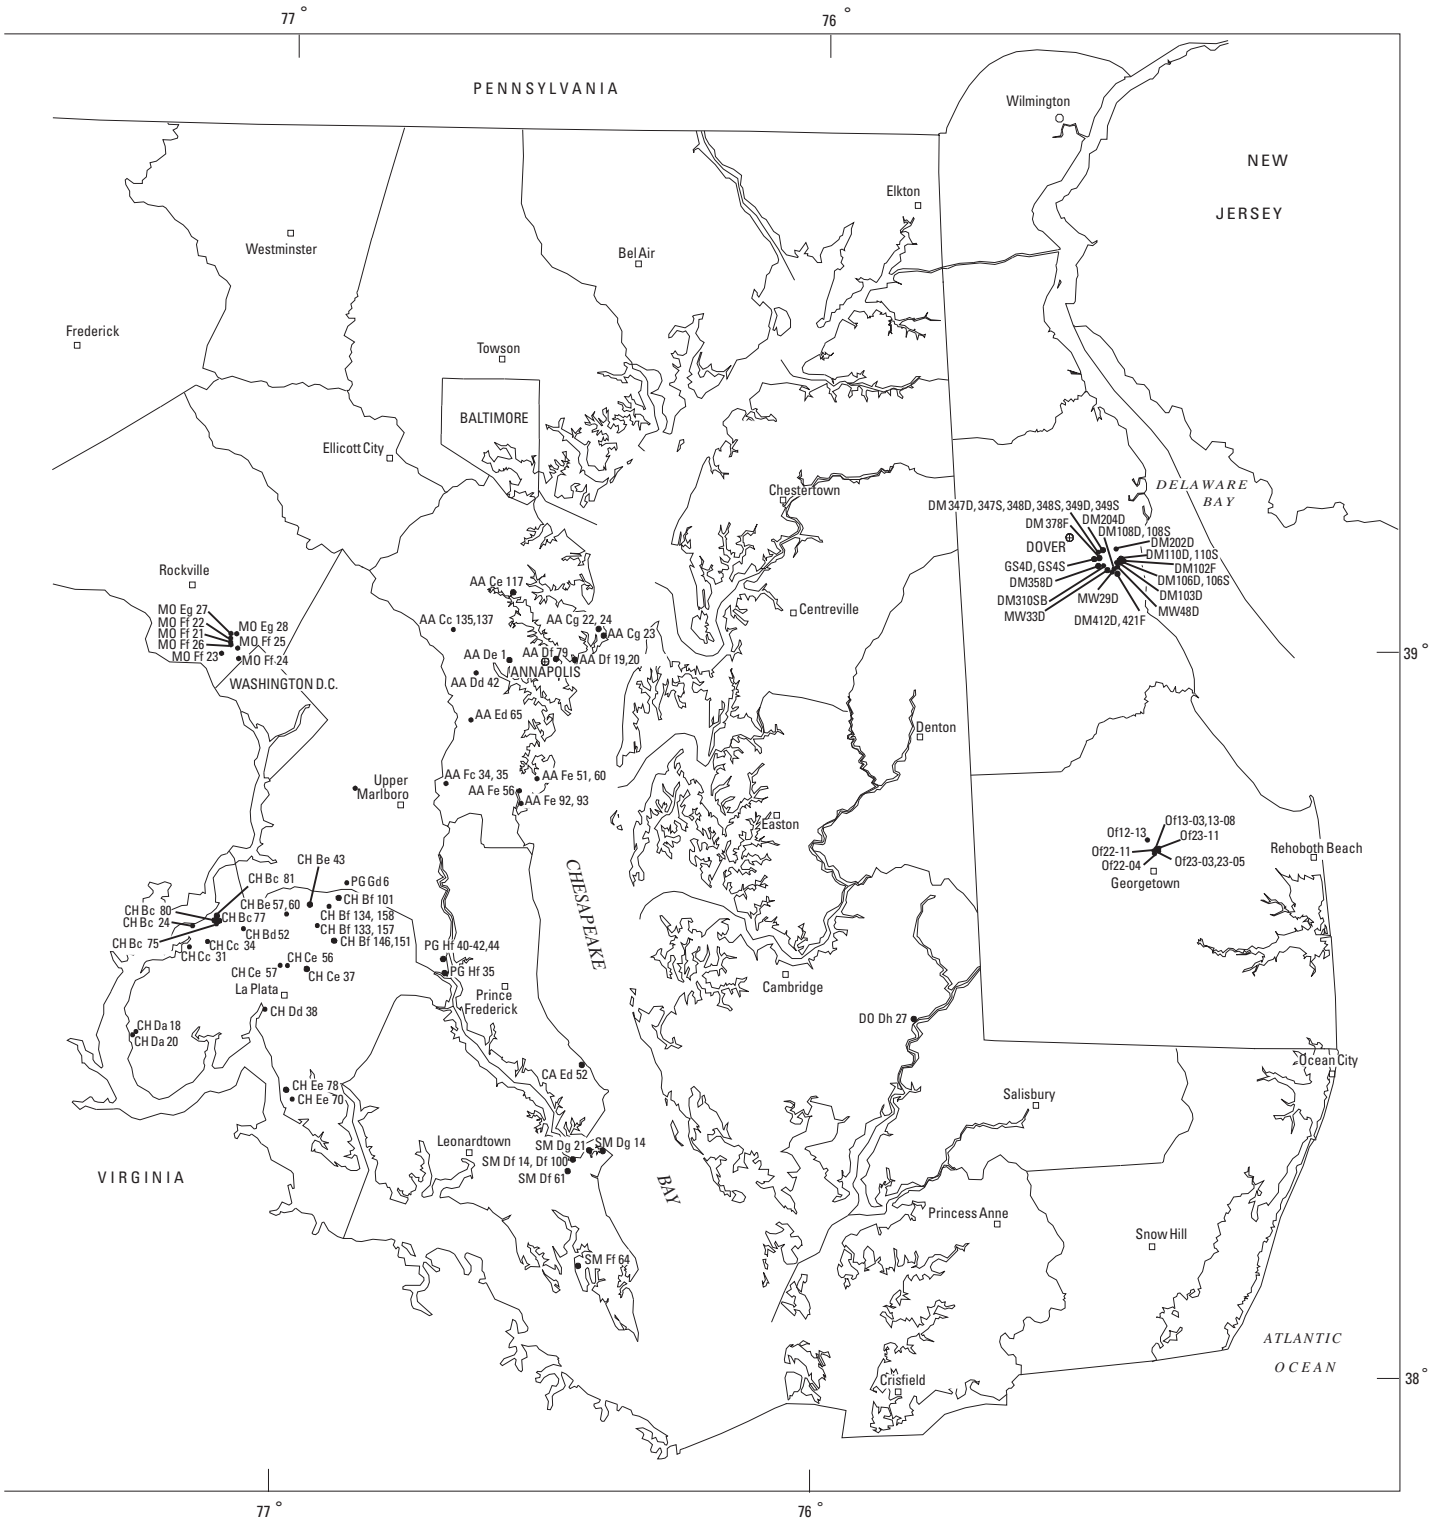 77 °
76 °
PENNSYLVANIA
Wilmington
NEW
JERSEY
Elkton
Westminster
Bel Air
Frederick
Towson
BALTIMORE
Ellicott City
Chestertown
DELAWARE
BAY
DM 347D, 347S, 348D, 348S, 349D, 349S
DM204D
DM 378F
DM108D, 108S
DOVER
DM202D
DM110D, 110S
GS4D, GS4S
DM102F
DM106D, 106S
DM358D
DM103D
DM310SB
MW29D
MW48D
MW33D
DM412D, 421F
Rockville
AA Ce 117
Centreville
MO Eg 27
MO Ff 22
MO Eg 28
MO Ff 21
MO Ff 25
MO Ff 26
MO Ff 23
MO Ff 24
AA Cc 135,137
AA Cg 22, 24
AA Cg 23
AA De 1
AA Df 79
AA Df 19,20
ANNAPOLIS
AA Dd 42
39 °
WASHINGTON D.C.
AA Ed 65
Denton
Upper
Marlboro
AA Fc 34, 35
AA Fe 51, 60
AA Fe 56
AA Fe 92, 93
Easton
Of13-03,13-08
Of12-13
Of23-11
Of22-11
Of22-04
Of23-03,23-05
Georgetown
Rehoboth Beach
CHESAPEAKE
CH Be 43
CH Bc 81
PG Gd 6
CH Bf 101
CH Be 57,60
CH Bc 80
CH Bc 77
CH Bf 134, 158
CH Bc 24
CH Bd 52
CH Bf 133, 157
CH Bc 75
CH Cc 34
CH Bf 146,151
CH Cc 31
PG Hf 40-42,44
CH Ce 56
CH Ce 57
CH Ce 37
PG Hf 35
La Plata
Prince
Frederick
Cambridge
CH Dd 38
DO Dh 27
CH Da 18
CH Da 20
Ocean City
CA Ed 52
CH Ee 78
CH Ee 70
Salisbury
Leonardtown
SM Dg 21
SM Dg 14
SM Df 14, Df 100
SM Df 61
VIRGINIA
BAY
Princess Anne
Snow Hill
SM Ff 64
ATLANTIC
OCEAN
38 °
Crisfield
77 °
76 °